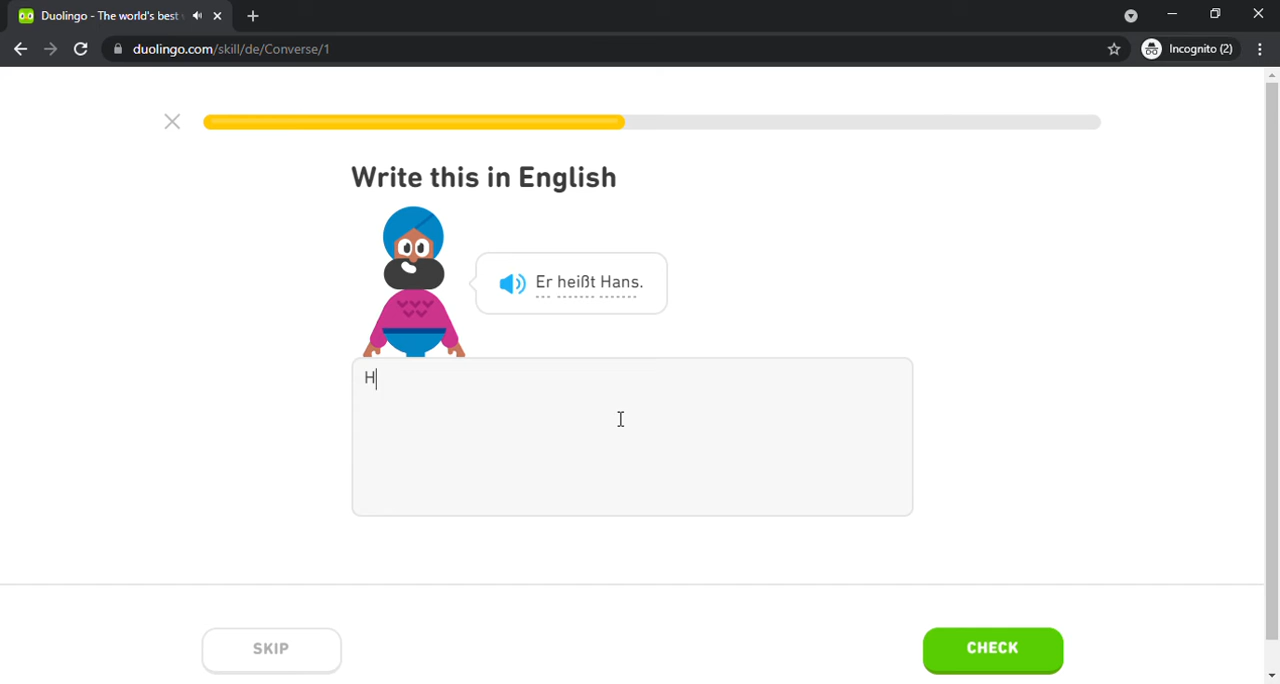 Duolingo - The world's best
duolingo.com/skill/de/Converse/1
Incognito (2)
Write this in English
Er heißt Hans.
H
SKIP
CHECK